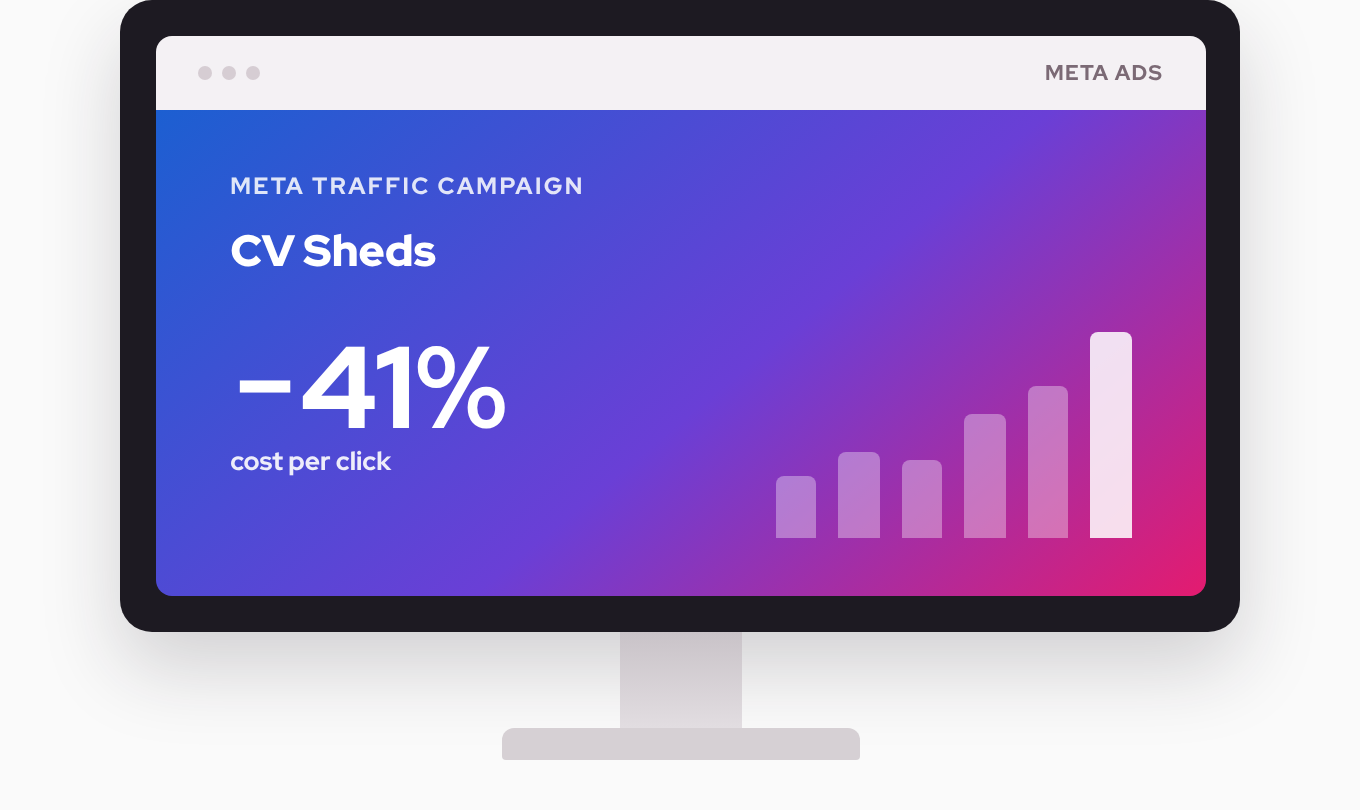 META ADS
META TRAFFIC CAMPAIGN
CV Sheds
−41%
cost per click